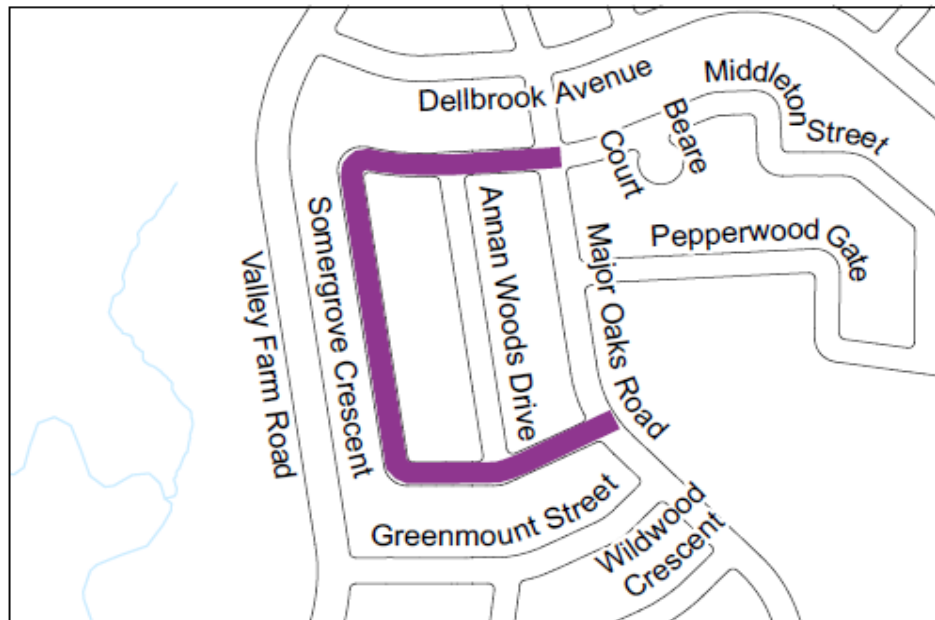 Dellbrook Avenue
Middleton
Street
Beare
Court
Pepperwood Gate
Somergrove Crescent
Annan Woods Drive
Major Oaks Road
Valley Farm Road
Greenmount Street
Wildwood
Crescent